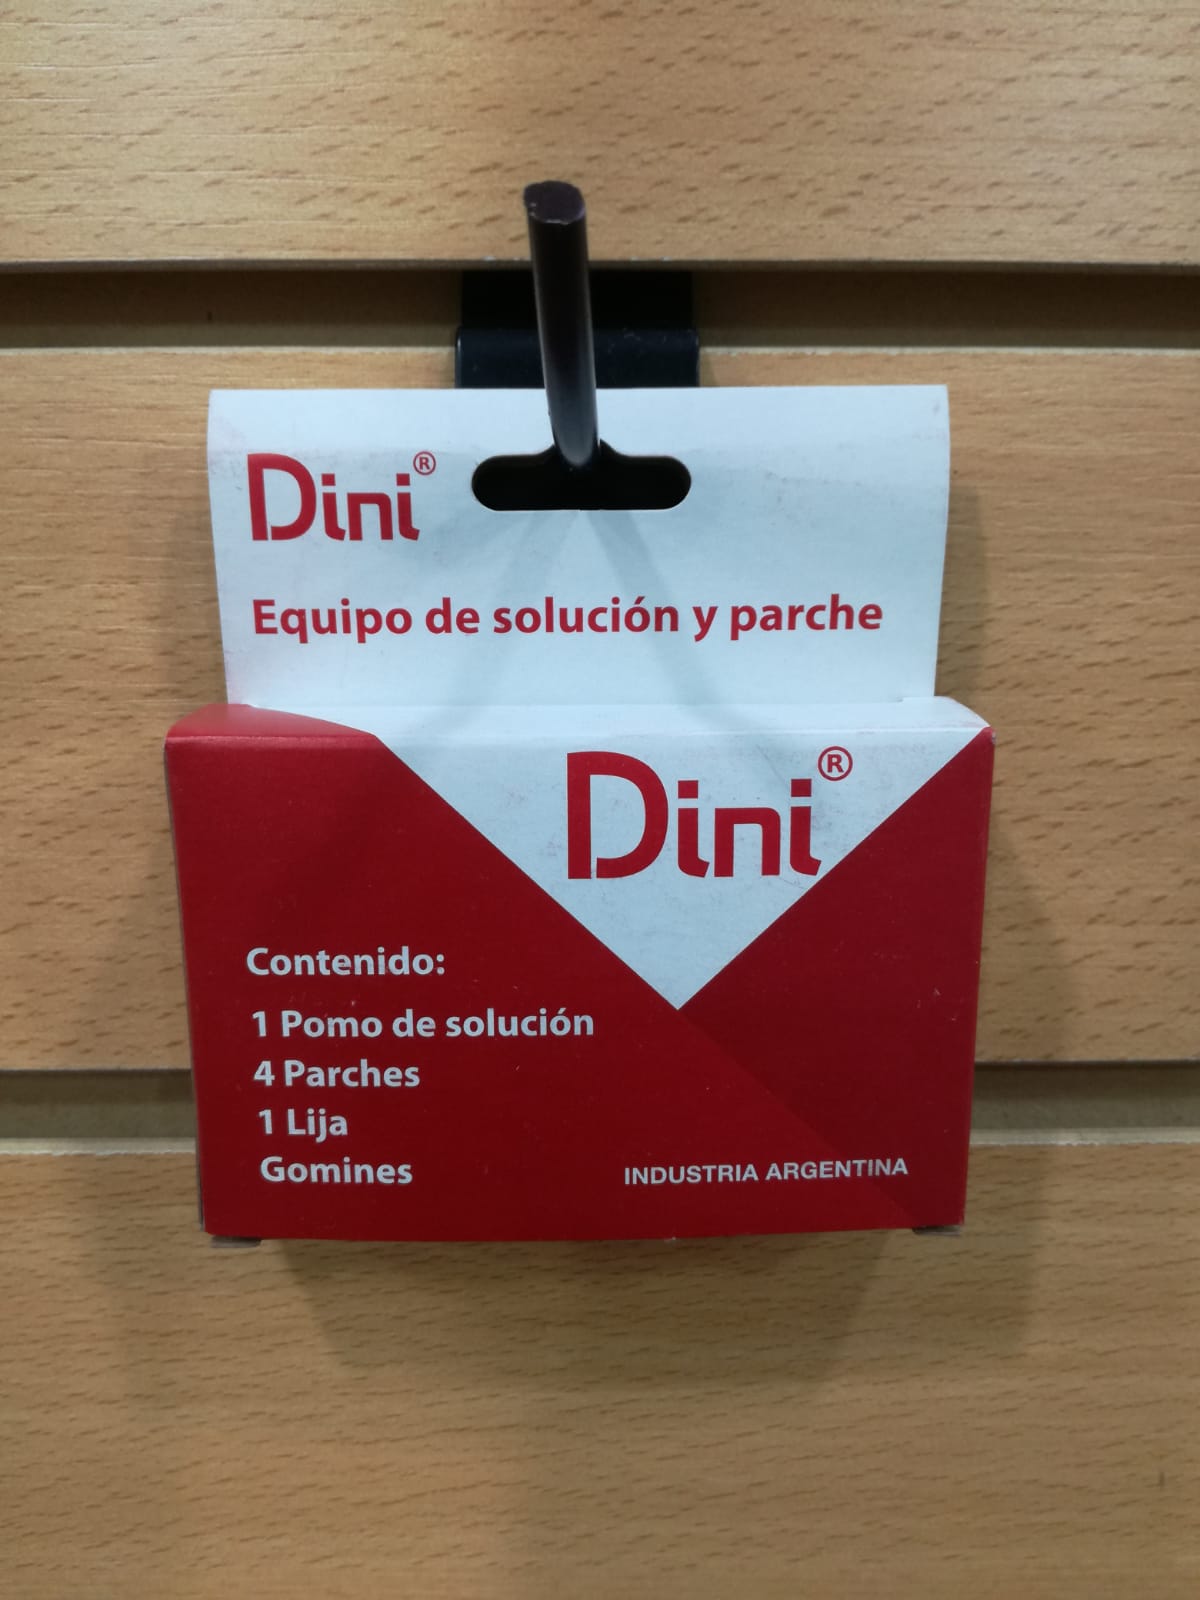 Dini®
Equipo de solución y parche
Dini®
Contenido:
1 Pomo de solución
4 Parches
1 Lija
Gomines
INDUSTRIA ARGENTINA